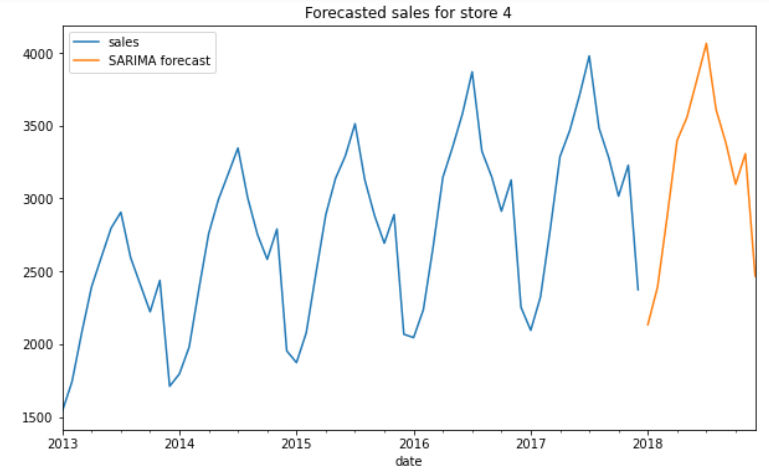 Forecasted sales for store 4
sales
SARIMA forecast
4000
3500
3000
2500
2000
1500
2013 2014 2015 2016 2017 2018
date